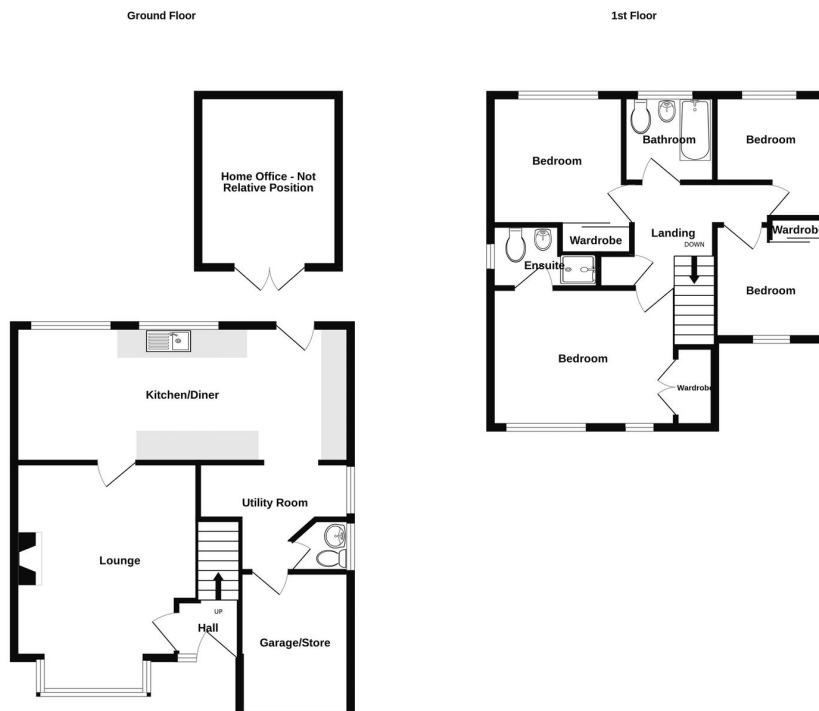 Ground Floor
1st Floor
Home Office - Not
Relative Position
Kitchen/Diner
Utility Room
Lounge
UP
Hall
Garage/Store
Bedroom
Bathroom
Bedroom
Wardrobe
Landing
DOWN
Wardrobe
Ensuite
Bedroom
Bedroom
Wardrobe